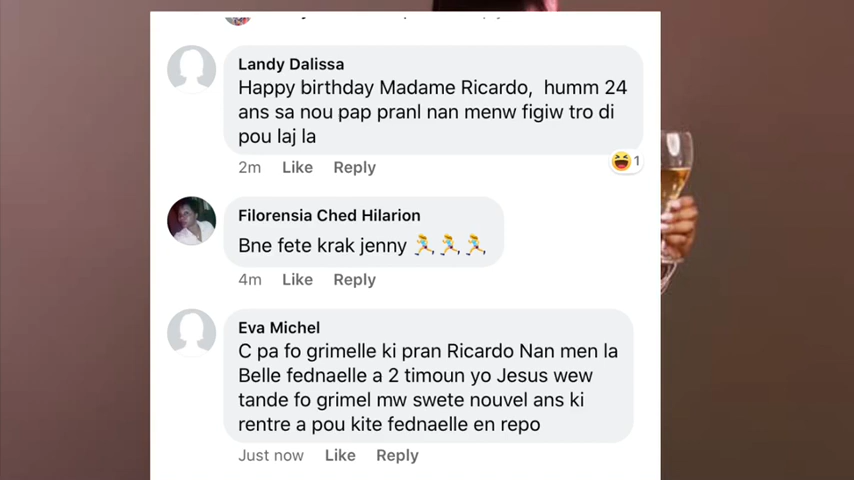 Landy Dalissa
Happy birthday Madame Ricardo, humm 24
ans sa nou pap pranl nan menw figiw tro di
pou laj la
2m Like Reply
1
Filorensia Ched Hilarion
Bne fete krak jenny 🏃‍♀️🏃‍♀️🏃‍♀️
4m Like Reply
Eva Michel
C pa fo grimelle ki pran Ricardo Nan men la
Belle fednaelle a 2 timoun yo Jesus wew
tande fo grimel mw swete nouvel ans ki
rentre a pou kite fednaelle en repo
Just now Like Reply